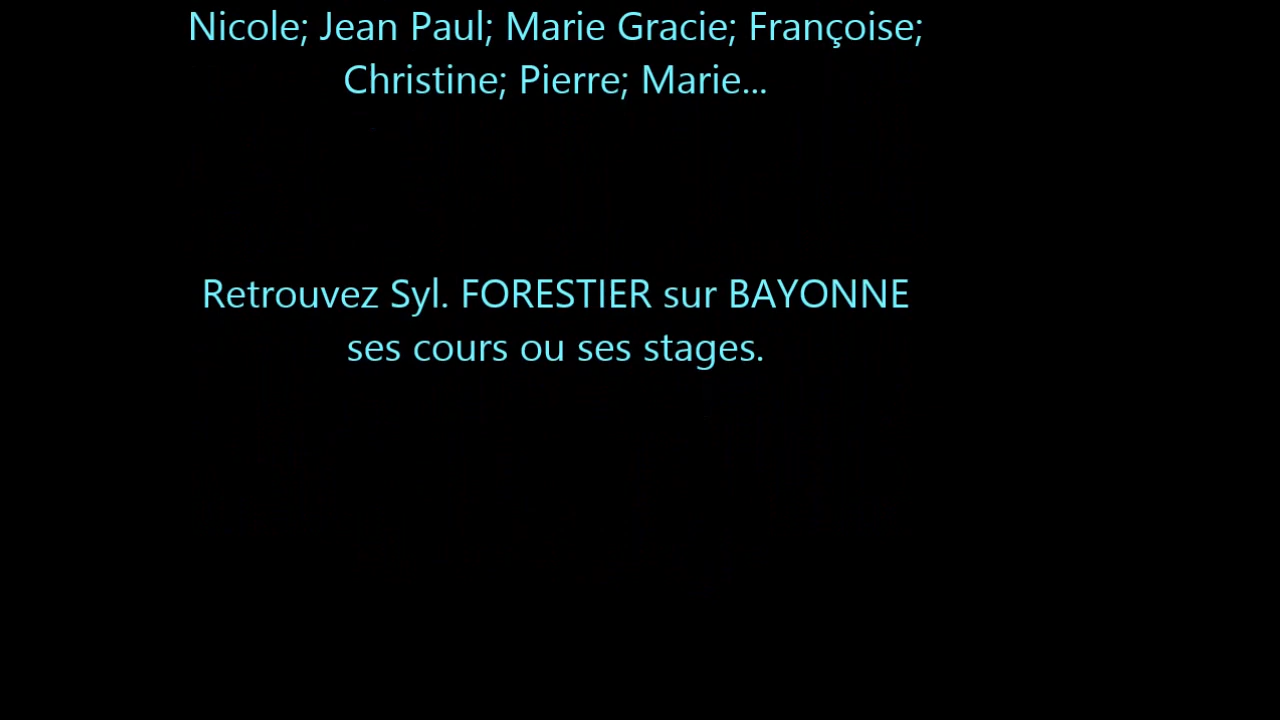 Nicole; Jean Paul; Marie Gracie; Françoise;
Christine; Pierre; Marie...
Retrouvez Syl. FORESTIER sur BAYONNE
ses cours ou ses stages.